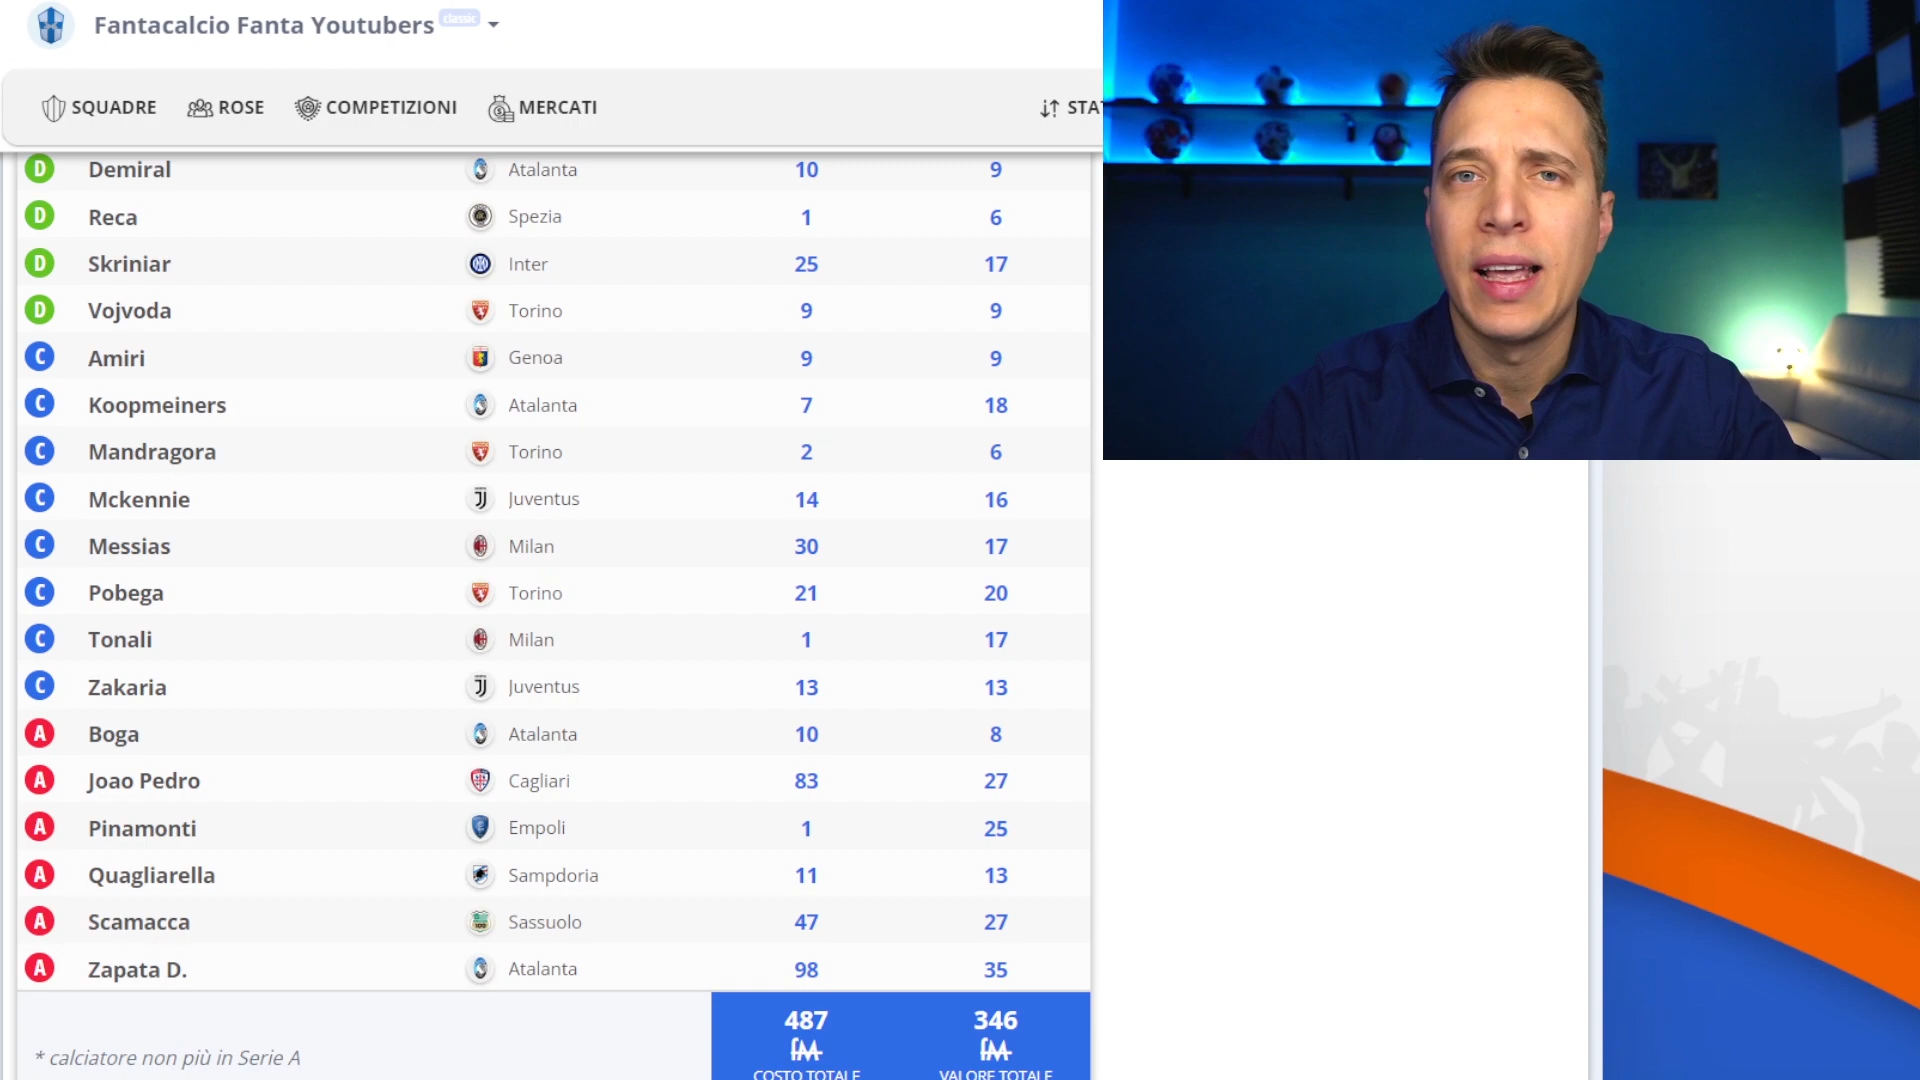 Fantacalcio Fanta Youtubers classic
SQUADRE ROSE COMPETIZIONI MERCATI STA
D Demiral Atalanta 10 9
D Reca Spezia 1 6
D Skriniar Inter 25 17
D Vojvoda Torino 9 9
C Amiri Genoa 9 9
C Koopmeiners Atalanta 7 18
C Mandragora Torino 2 6
C Mckennie Juventus 14 16
C Messias Milan 30 17
C Pobega Torino 21 20
C Tonali Milan 1 17
C Zakaria Juventus 13 13
A Boga Atalanta 10 8
A Joao Pedro Cagliari 83 27
A Pinamonti Empoli 1 25
A Quagliarella Sampdoria 11 13
A Scamacca Sassuolo 47 27
A Zapata D. Atalanta 98 35
487 346
fM fM
* calciatore non più in Serie A
COSTO TOTALE VALORE TOTALE